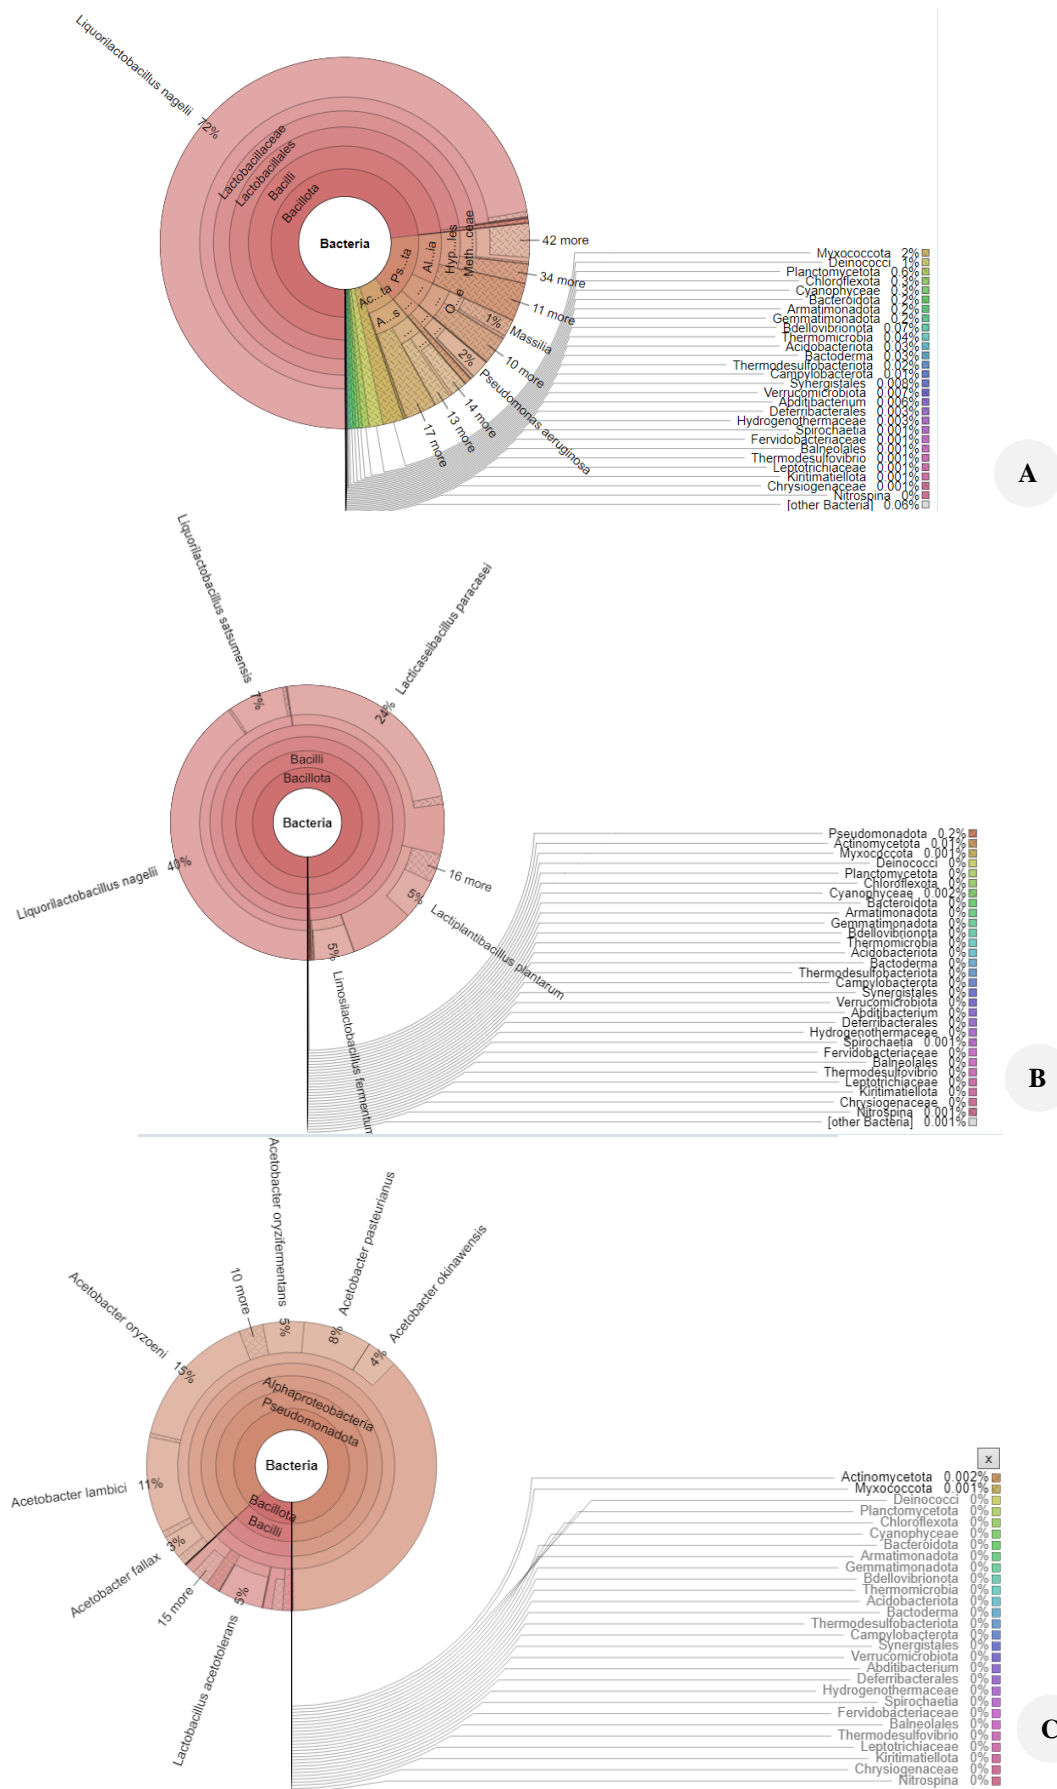 Liquorilactobacillus nagelii
72%
Lactobacillaceae
Lactobacillales
Bacilli
Bacillota
Bacteria
Ps...ta
Al...ia
Hyp...les
Meth...ceae
Ac...ta
A...s
O...e
42 more
34 more
11 more
1% Massilia
10 more
2% Pseudomonas aeruginosa
14 more
13 more
17 more
Myxococcota 2%
Deinococci 1%
Planctomycetota 0.6%
Chloroflexota 0.3%
Cyanophyceae 0.3%
Bacteroidota 0.2%
Armatimonadota 0.2%
Gemmatimonadota 0.2%
Bdellovibrionota 0.07%
Thermomicrobia 0.04%
Acidobacteriota 0.03%
Bactoderma 0.03%
Thermodesulfobacteriota 0.02%
Campylobacterota 0.01%
Synergistales 0.008%
Verrucomicrobiota 0.007%
Abditibacterium 0.006%
Deferribacterales 0.003%
Hydrogenothermaceae 0.003%
Spirochaetia 0.001%
Fervidobacteriaceae 0.001%
Balneolales 0.001%
Thermodesulfovibrio 0.001%
Leptotrichiaceae 0.001%
Kiritimatiellota 0.001%
Chrysiogenaceae 0.001%
Nitrospina 0%
[other Bacteria] 0.06%
A
Liquorilactobacillus satsumensis
7%
Lacticaseibacillus paracasei
24%
Bacilli
Bacillota
Bacteria
Liquorilactobacillus nagelii 40%
16 more
5% Lactiplantibacillus plantarum
5% Limosilactobacillus fermentum
Pseudomonadota 0.2%
Actinomycetota 0.01%
Myxococcota 0.001%
Deinococci 0%
Planctomycetota 0%
Chloroflexota 0%
Cyanophyceae 0.002%
Bacteroidota 0%
Armatimonadota 0%
Gemmatimonadota 0%
Bdellovibrionota 0%
Thermomicrobia 0%
Acidobacteriota 0%
Bactoderma 0%
Thermodesulfobacteriota 0%
Campylobacterota 0%
Synergistales 0%
Verrucomicrobiota 0%
Abditibacterium 0%
Deferribacterales 0%
Hydrogenothermaceae 0%
Spirochaetia 0.001%
Fervidobacteriaceae 0%
Balneolales 0%
Thermodesulfovibrio 0%
Leptotrichiaceae 0%
Kiritimatiellota 0%
Chrysiogenaceae 0%
Nitrospina 0.001%
[other Bacteria] 0.001%
B
Acetobacter oryzifermentans 5%
Acetobacter pasteurianus
8%
Acetobacter okinawensis
4%
10 more
Acetobacter oryzoeni
15%
Alphaproteobacteria
Pseudomonadota
Bacteria
Bacillota
Bacilli
Acetobacter lambici 11%
Acetobacter fallax 3%
15 more
Lactobacillus acetotolerans 5%
x
Actinomycetota 0.002%
Myxococcota 0.001%
Deinococci 0%
Planctomycetota 0%
Chloroflexota 0%
Cyanophyceae 0%
Bacteroidota 0%
Armatimonadota 0%
Gemmatimonadota 0%
Bdellovibrionota 0%
Thermomicrobia 0%
Acidobacteriota 0%
Bactoderma 0%
Thermodesulfobacteriota 0%
Campylobacterota 0%
Synergistales 0%
Verrucomicrobiota 0%
Abditibacterium 0%
Deferribacterales 0%
Hydrogenothermaceae 0%
Spirochaetia 0%
Fervidobacteriaceae 0%
Balneolales 0%
Thermodesulfovibrio 0%
Leptotrichiaceae 0%
Kiritimatiellota 0%
Chrysiogenaceae 0%
Nitrospina 0%
C